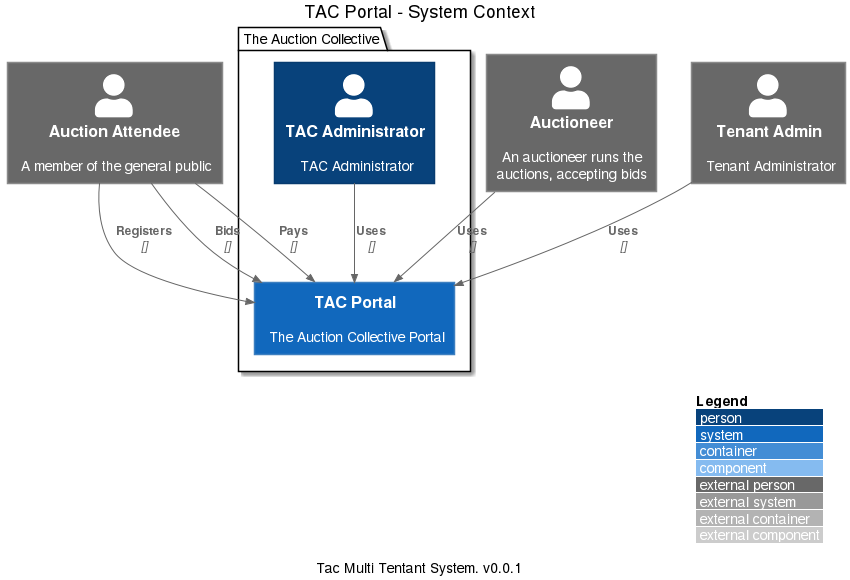 TAC Portal - System Context
The Auction Collective
Auction Attendee
A member of the general public
TAC Administrator
TAC Administrator
Auctioneer
An auctioneer runs the
auctions, accepting bids
Tenant Admin
Tenant Administrator
Registers
[]
Bids
[]
Pays
[]
Uses
[]
Uses
[]
Uses
[]
TAC Portal
The Auction Collective Portal
Legend
person
system
container
component
external person
external system
external container
external component
Tac Multi Tentant System. v0.0.1